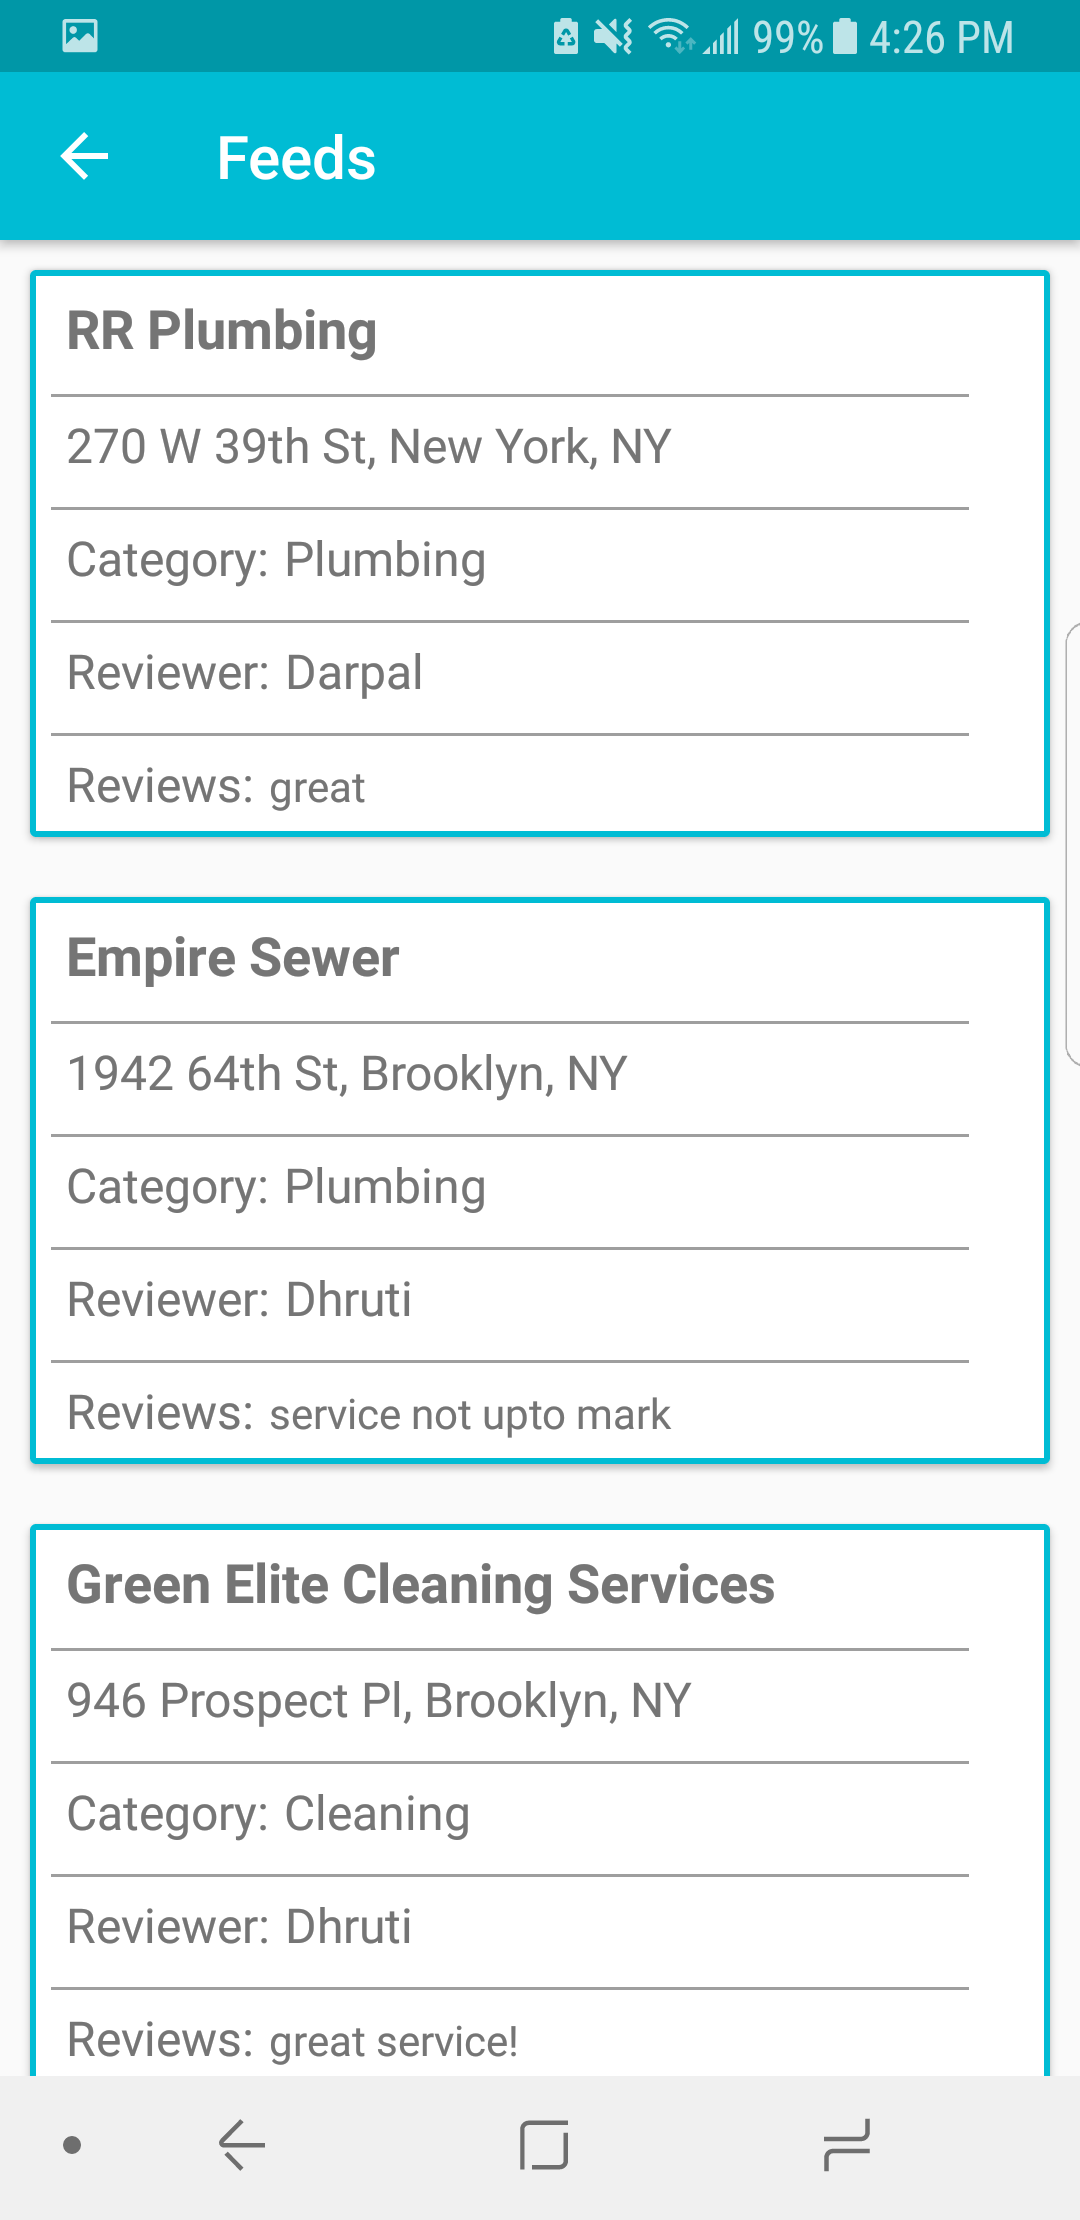 99% 4:26 PM
Feeds
RR Plumbing
270 W 39th St, New York, NY
Category: Plumbing
Reviewer: Darpal
Reviews: great
Empire Sewer
1942 64th St, Brooklyn, NY
Category: Plumbing
Reviewer: Dhruti
Reviews: service not upto mark
Green Elite Cleaning Services
946 Prospect Pl, Brooklyn, NY
Category: Cleaning
Reviewer: Dhruti
Reviews: great service!